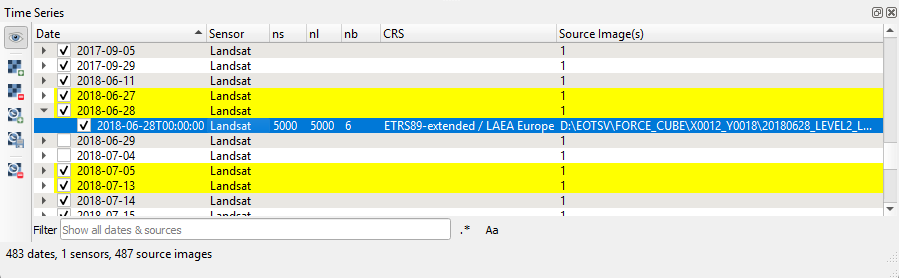 Time Series
Date Sensor ns nl nb CRS Source Image(s)
2017-09-05 Landsat 1
2017-09-29 Landsat 1
2018-06-11 Landsat 1
2018-06-27 Landsat 1
2018-06-28 Landsat 1
2018-06-28T00:00:00 Landsat 5000 5000 6 ETRS89-extended / LAEA Europe D:\EOTSV\FORCE_CUBE\X0012_Y0018\20180628_LEVEL2_L...
2018-06-29 Landsat 1
2018-07-04 Landsat 1
2018-07-05 Landsat 1
2018-07-13 Landsat 1
2018-07-14 Landsat 1
2018-07-15 Landsat 1
Filter Show all dates & sources .* Aa
483 dates, 1 sensors, 487 source images